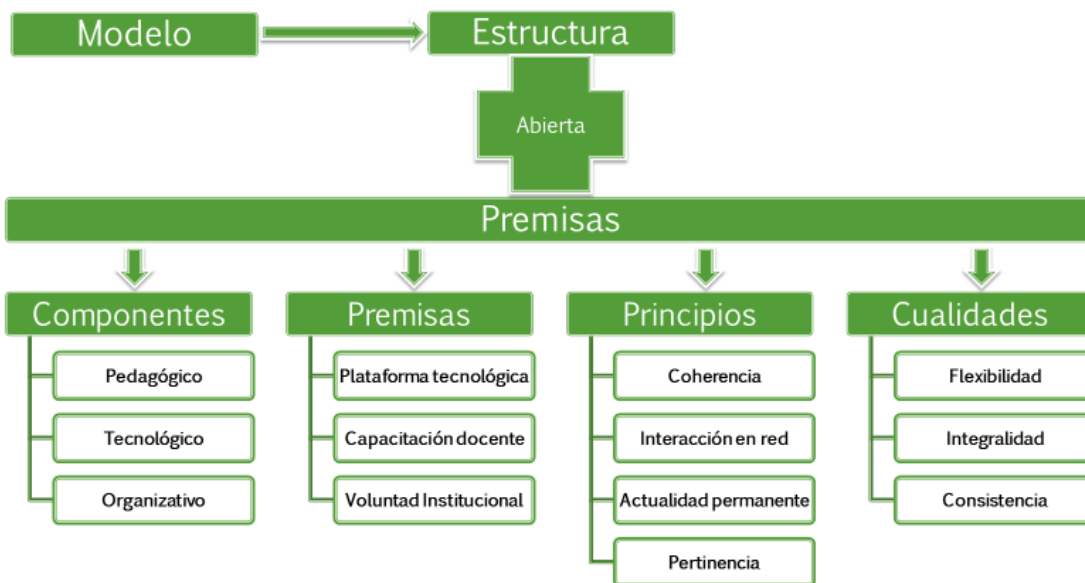 Modelo
Estructura
Abierta
Premisas
Componentes
Pedagógico
Tecnológico
Organizativo
Premisas
Plataforma tecnológica
Capacitación docente
Voluntad Institucional
Principios
Coherencia
Interacción en red
Actualidad permanente
Pertinencia
Cualidades
Flexibilidad
Integralidad
Consistencia